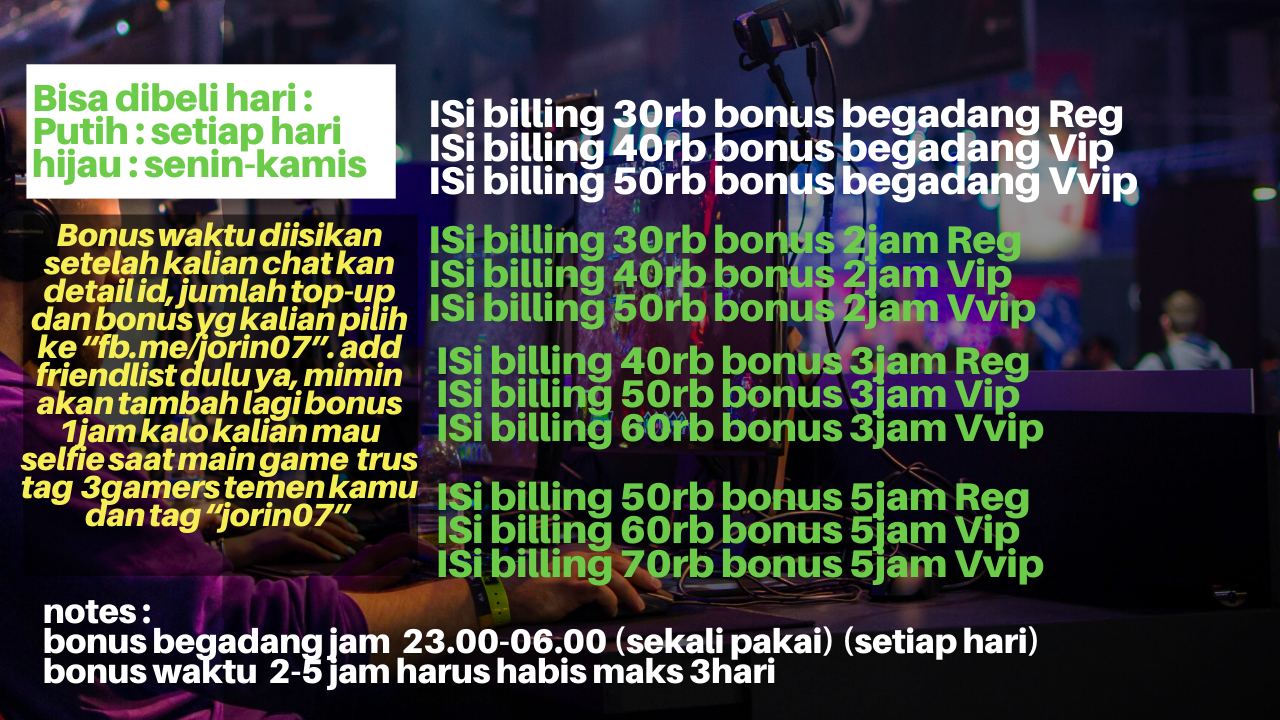 Bisa dibeli hari :
Putih : setiap hari
hijau : senin-kamis
Bonus waktu diisikan
setelah kalian chat kan
detail id, jumlah top-up
dan bonus yg kalian pilih
ke “fb.me/jorin07”. add
friendlist dulu ya, mimin
akan tambah lagi bonus
1jam kalo kalian mau
selfie saat main game trus
tag 3gamers temen kamu
dan tag “jorin07”
ISi billing 30rb bonus begadang Reg
ISi billing 40rb bonus begadang Vip
ISi billing 50rb bonus begadang Vvip
ISi billing 30rb bonus 2jam Reg
ISi billing 40rb bonus 2jam Vip
ISi billing 50rb bonus 2jam Vvip
ISi billing 40rb bonus 3jam Reg
ISi billing 50rb bonus 3jam Vip
ISi billing 60rb bonus 3jam Vvip
ISi billing 50rb bonus 5jam Reg
ISi billing 60rb bonus 5jam Vip
ISi billing 70rb bonus 5jam Vvip
notes :
bonus begadang jam 23.00-06.00 (sekali pakai) (setiap hari)
bonus waktu 2-5 jam harus habis maks 3hari